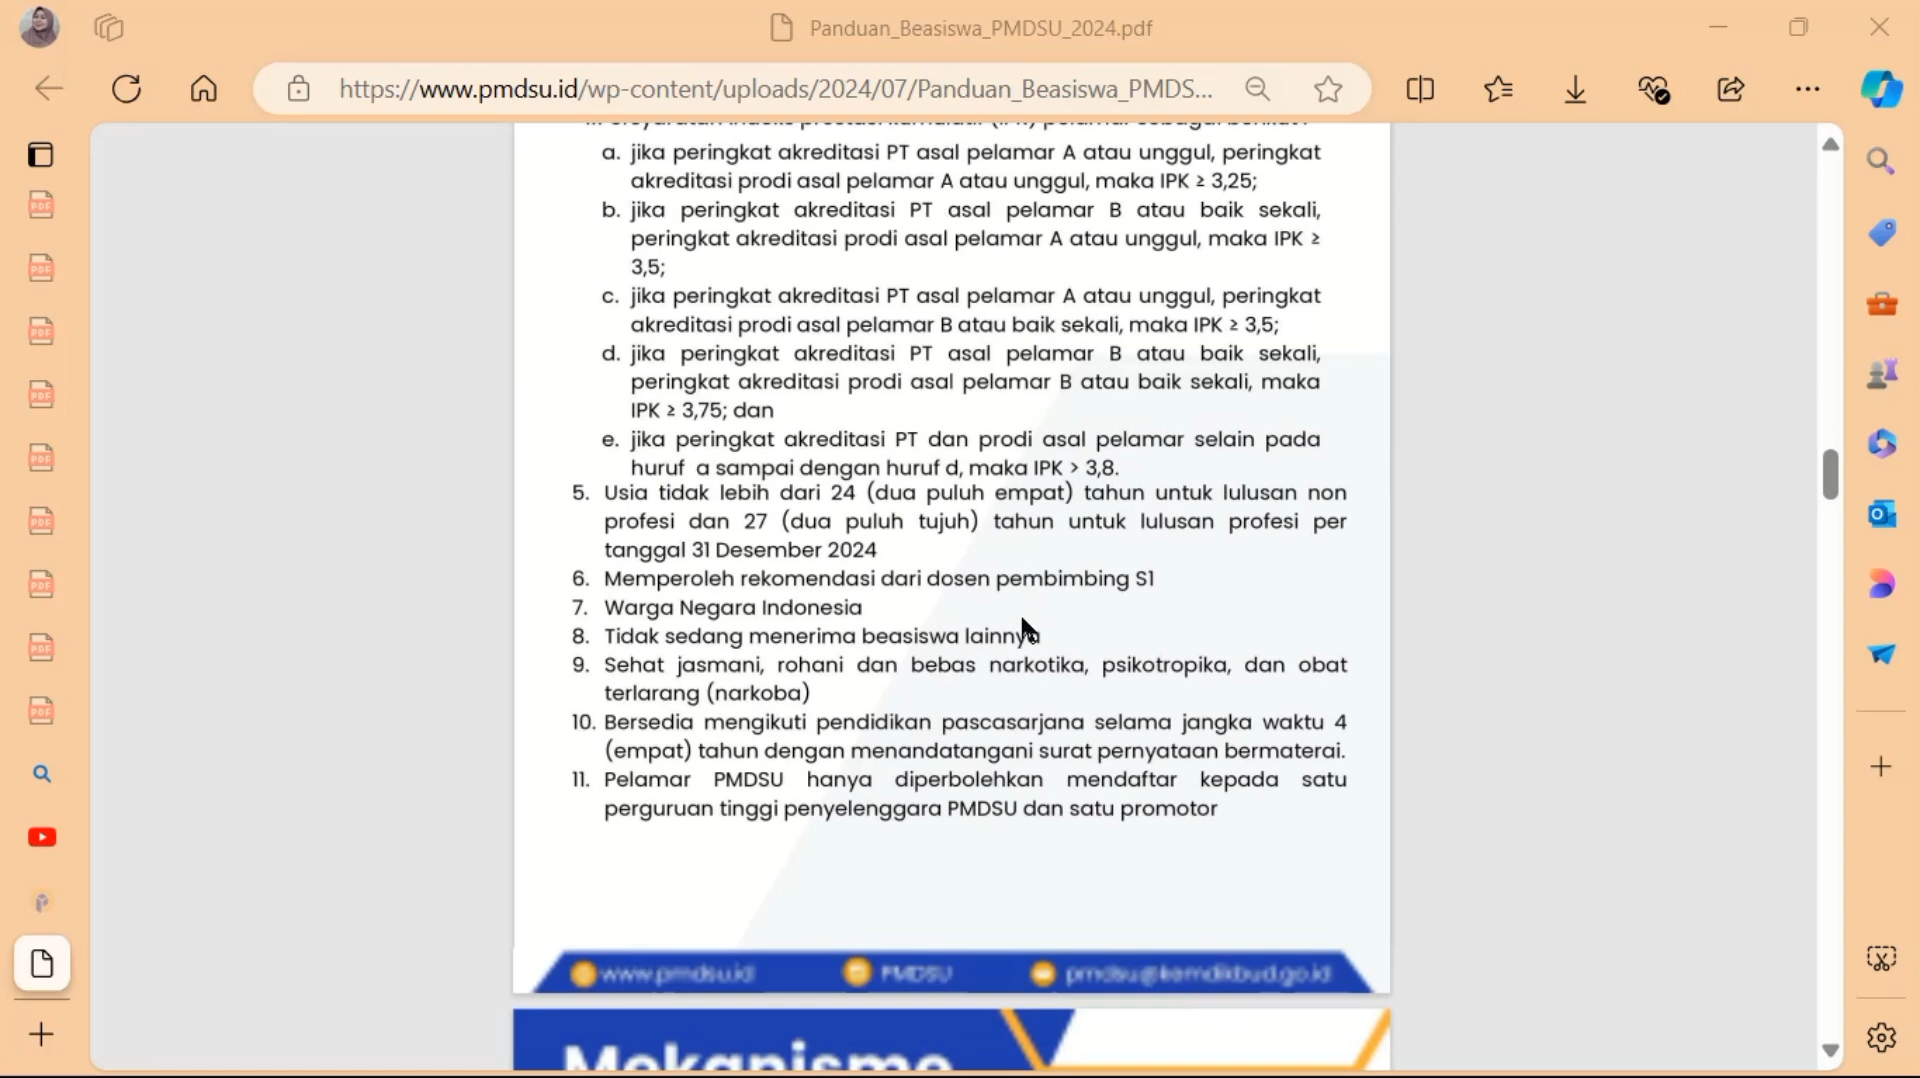 Panduan_Beasiswa_PMDSU_2024.pdf
https://www.pmdsu.id/wp-content/uploads/2024/07/Panduan_Beasiswa_PMDS...
a. jika peringkat akreditasi PT asal pelamar A atau unggul, peringkat
akreditasi prodi asal pelamar A atau unggul, maka IPK ≥ 3,25;
b. jika peringkat akreditasi PT asal pelamar B atau baik sekali,
peringkat akreditasi prodi asal pelamar A atau unggul, maka IPK ≥
3,5;
c. jika peringkat akreditasi PT asal pelamar A atau unggul, peringkat
akreditasi prodi asal pelamar B atau baik sekali, maka IPK ≥ 3,5;
d. jika peringkat akreditasi PT asal pelamar B atau baik sekali,
peringkat akreditasi prodi asal pelamar B atau baik sekali, maka
IPK ≥ 3,75; dan
e. jika peringkat akreditasi PT dan prodi asal pelamar selain pada
huruf a sampai dengan huruf d, maka IPK > 3,8.
5. Usia tidak lebih dari 24 (dua puluh empat) tahun untuk lulusan non
profesi dan 27 (dua puluh tujuh) tahun untuk lulusan profesi per
tanggal 31 Desember 2024
6. Memperoleh rekomendasi dari dosen pembimbing S1
7. Warga Negara Indonesia
8. Tidak sedang menerima beasiswa lainnya
9. Sehat jasmani, rohani dan bebas narkotika, psikotropika, dan obat
terlarang (narkoba)
10. Bersedia mengikuti pendidikan pascasarjana selama jangka waktu 4
(empat) tahun dengan menandatangani surat pernyataan bermaterai.
11. Pelamar PMDSU hanya diperbolehkan mendaftar kepada satu
perguruan tinggi penyelenggara PMDSU dan satu promotor
www.pmdsu.id PMDSU pmdsu@kemdikbud.go.id
Mekanisme